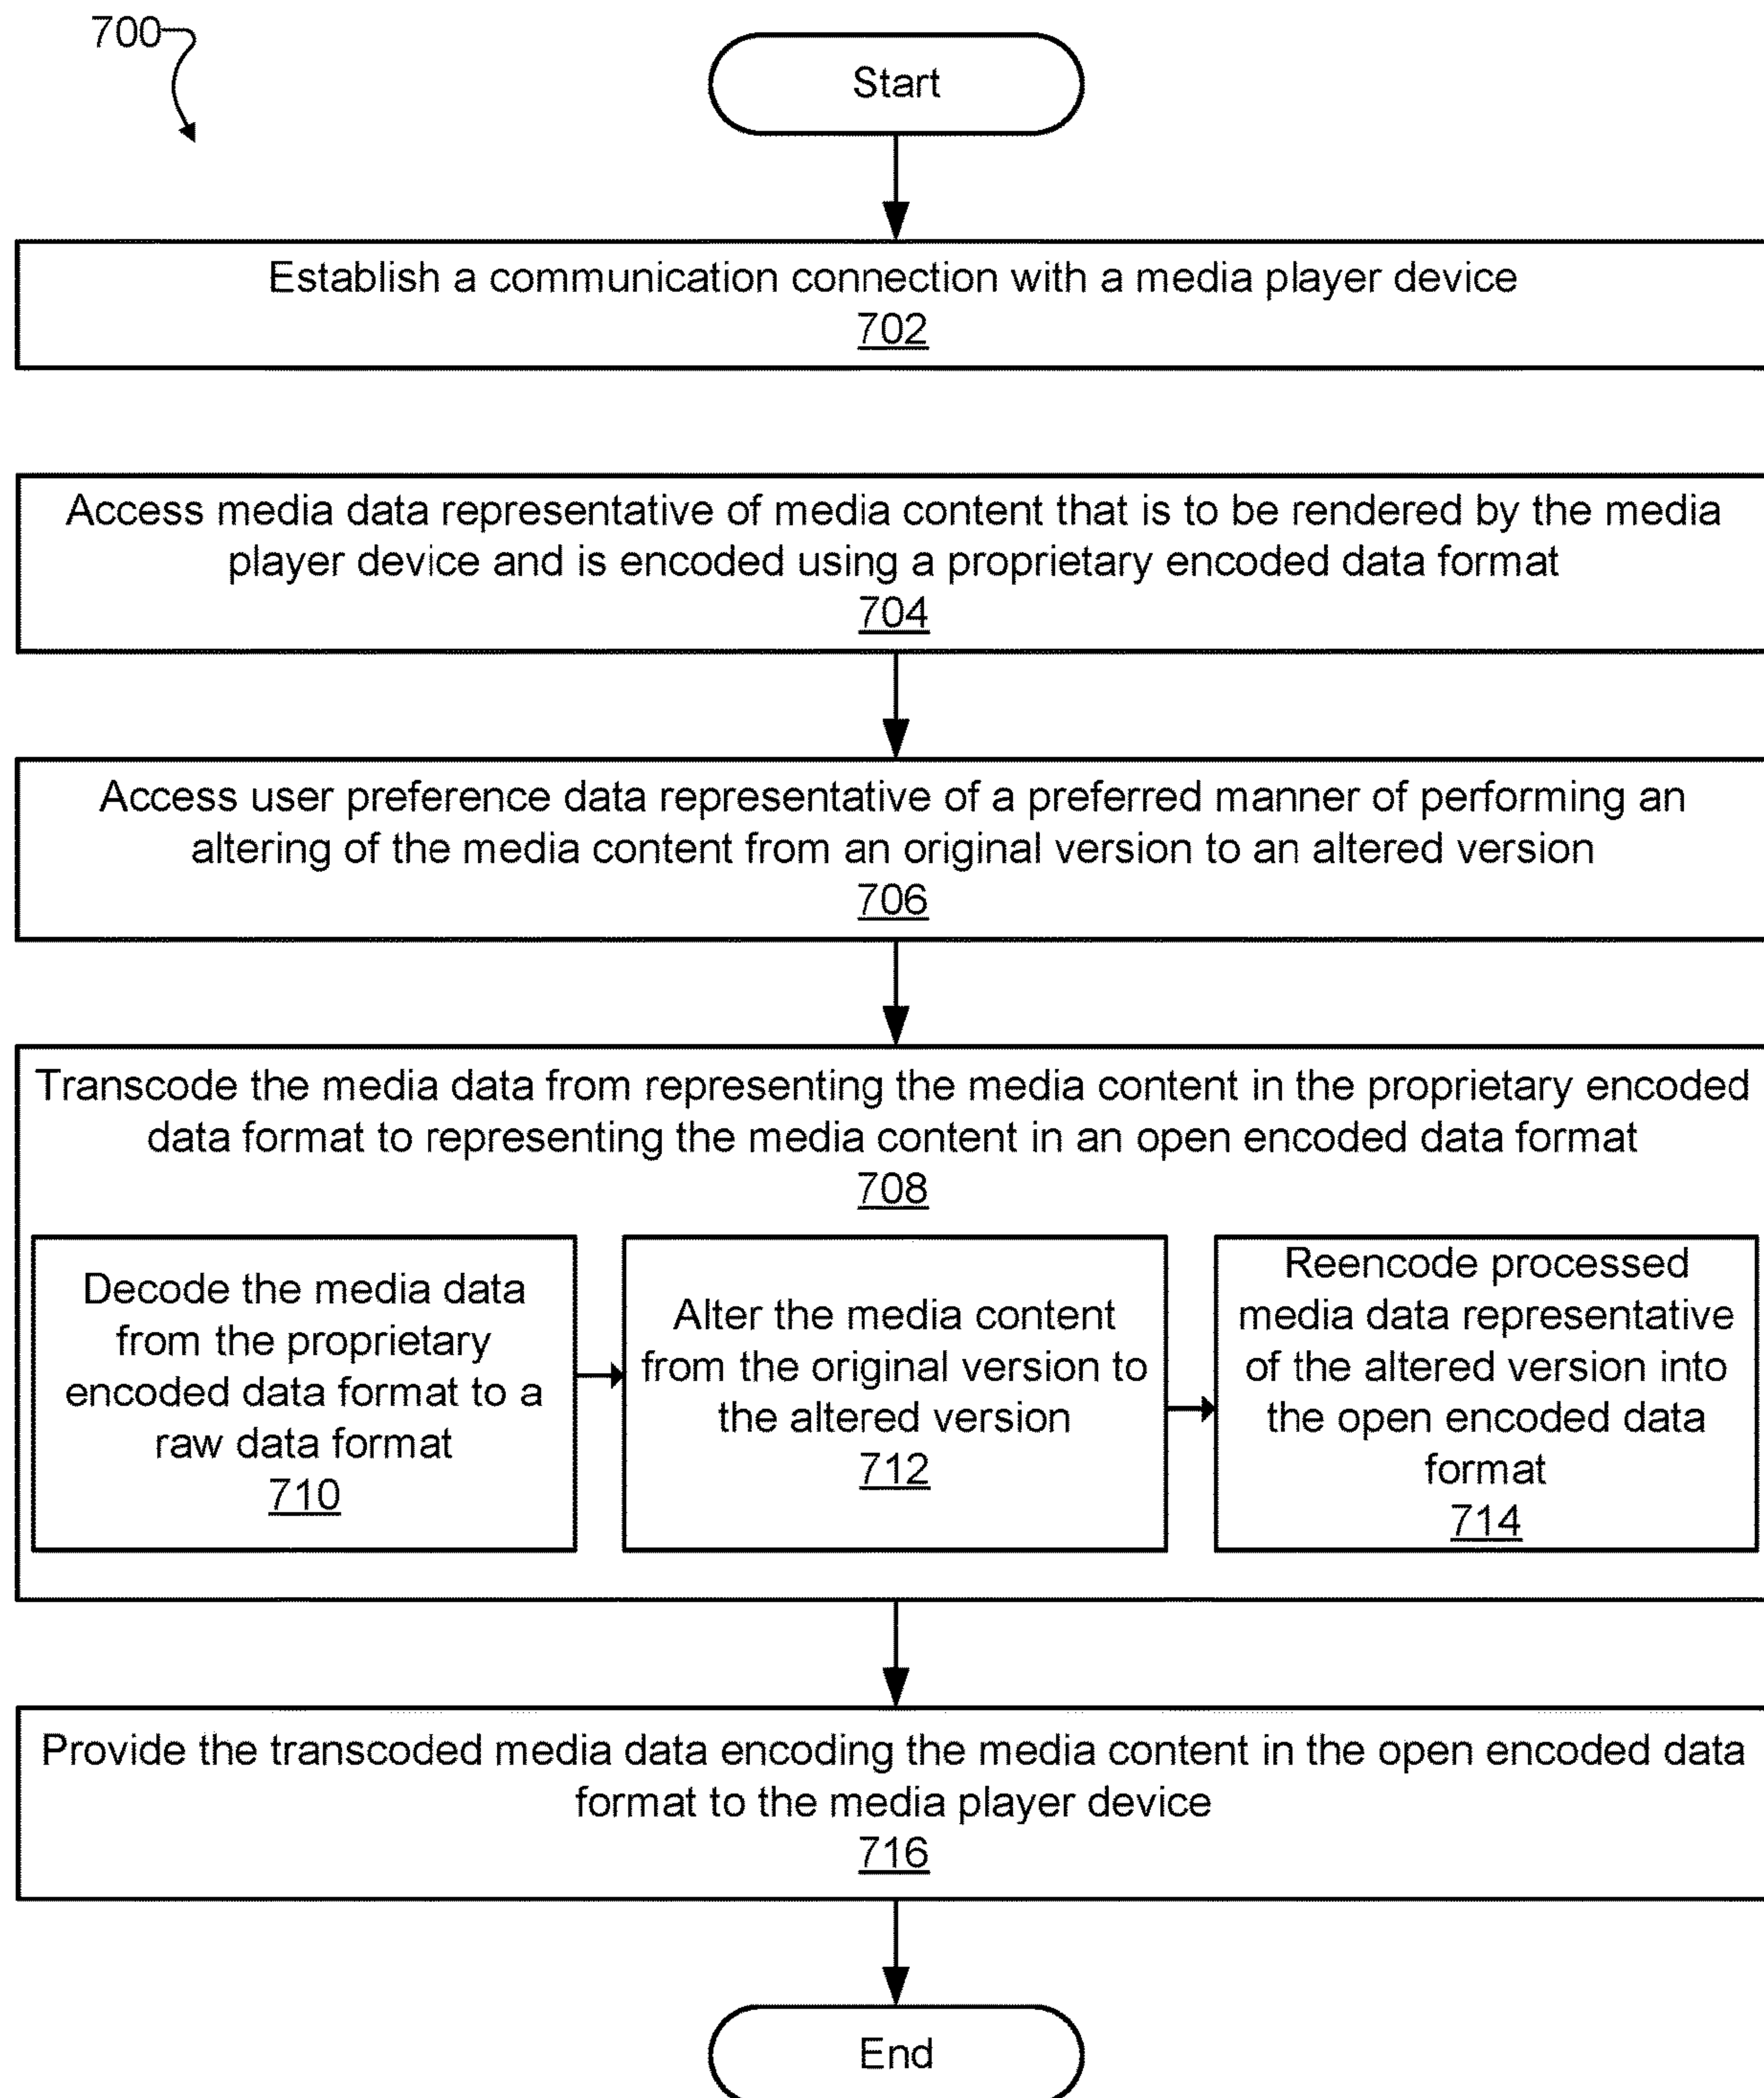 700
Start
Establish a communication connection with a media player device
702
Access media data representative of media content that is to be rendered by the media
player device and is encoded using a proprietary encoded data format
704
Access user preference data representative of a preferred manner of performing an
altering of the media content from an original version to an altered version
706
Transcode the media data from representing the media content in the proprietary encoded
data format to representing the media content in an open encoded data format
708
Decode the media data
from the proprietary
encoded data format to a
raw data format
710
Alter the media content
from the original version to
the altered version
712
Reencode processed
media data representative
of the altered version into
the open encoded data
format
714
Provide the transcoded media data encoding the media content in the open encoded data
format to the media player device
716
End